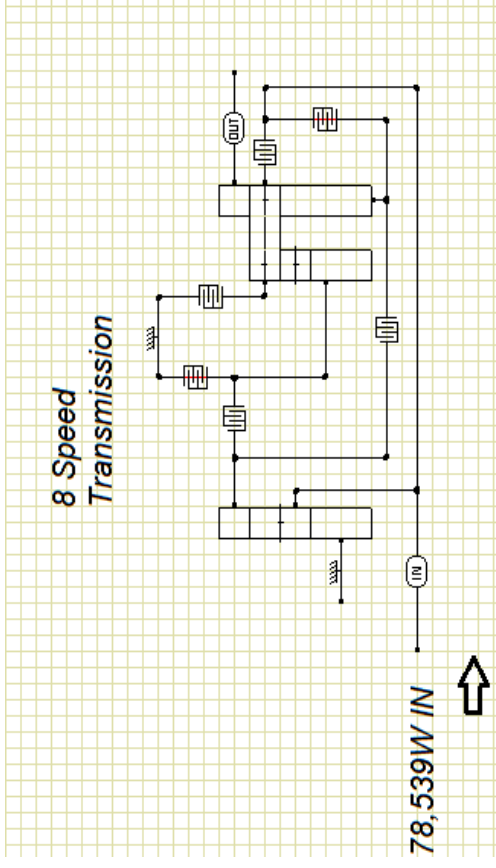 8 Speed
Transmission
OUT
IN
78,539W IN